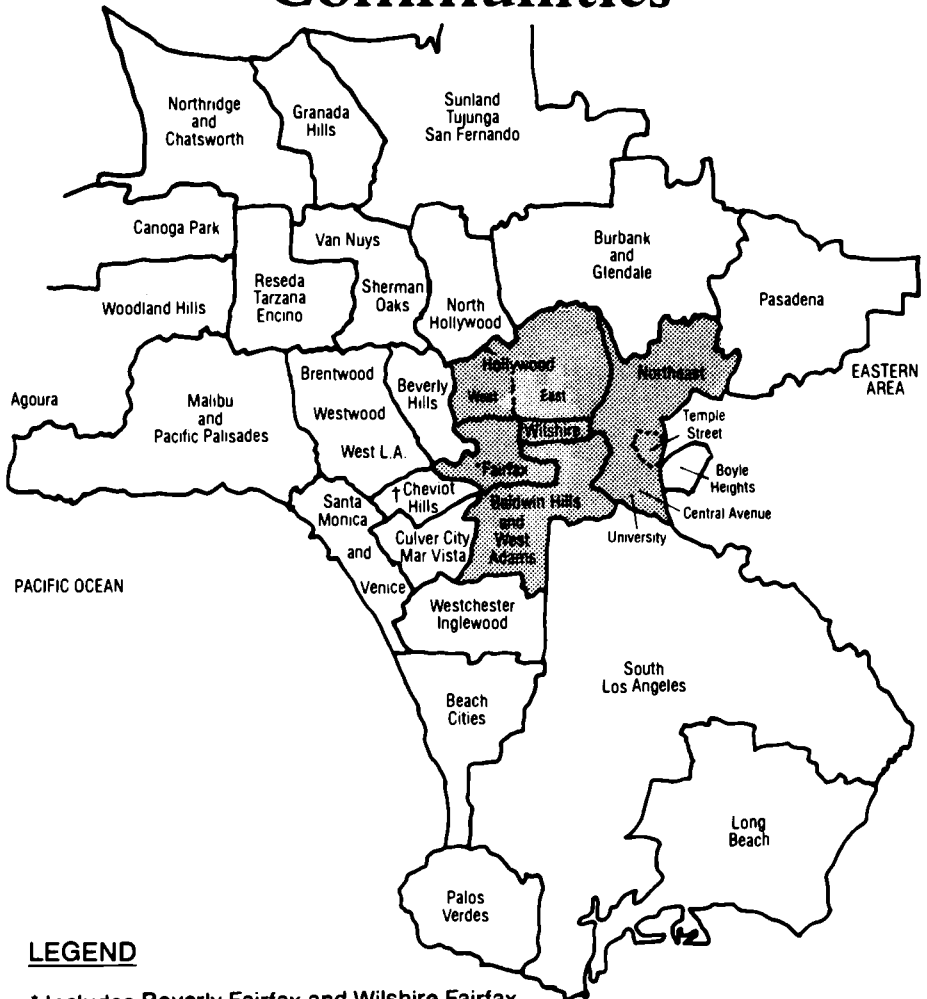 Communities
Northridge
and
Chatsworth
Granada
Hills
Sunland
Tujunga
San Fernando
Canoga Park
Van Nuys
Burbank
and
Glendale
Woodland Hills
Reseda
Tarzana
Encino
Sherman
Oaks
North
Hollywood
Pasadena
EASTERN
AREA
Agoura
Malibu
and
Pacific Palisades
Brentwood
Westwood
West L.A.
Beverly
Hills
Hollywood
West
East
Northeast
Wilshire
Temple
Street
*Fairfax
Boyle
Heights
Central Avenue
University
† Cheviot
Hills
Baldwin Hills
and
West
Adams
Santa
Monica
and
Venice
Culver City
Mar Vista
PACIFIC OCEAN
Westchester
Inglewood
South
Los Angeles
Beach
Cities
Long
Beach
Palos
Verdes
LEGEND
* Includes Beverly Fairfax and Wilshire Fairfax